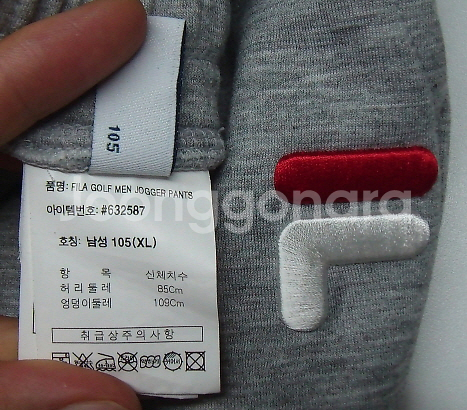 105
품명: FILA GOLF MEN JOGGER PANTS
아이템번호: #632587
호칭: 남성 105(XL)
항 목 신체치수
허리둘레 85Cm
엉덩이둘레 109Cm
취급상주의사항
Joonggonara